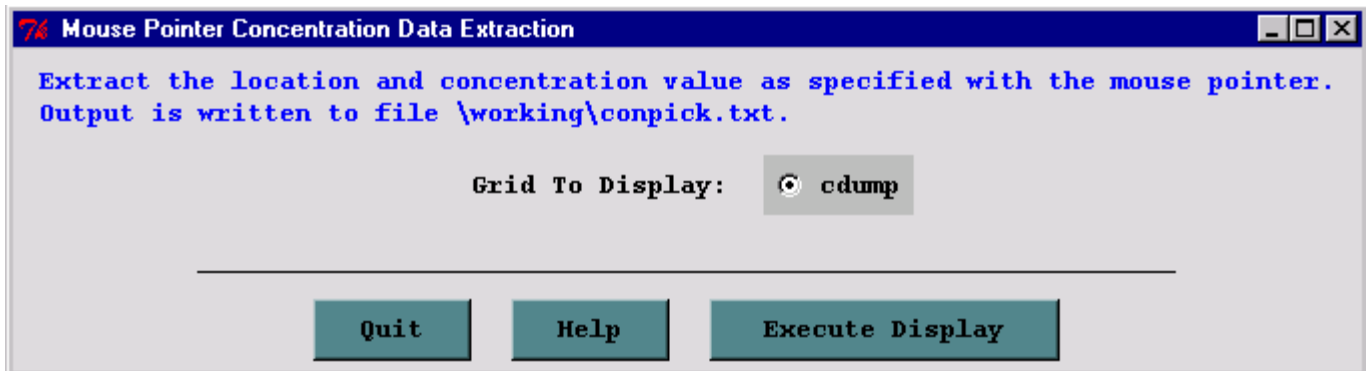 Mouse Pointer Concentration Data Extraction
Extract the location and concentration value as specified with the mouse pointer.
Output is written to file \working\conpick.txt.
Grid To Display: cdump
Quit Help Execute Display